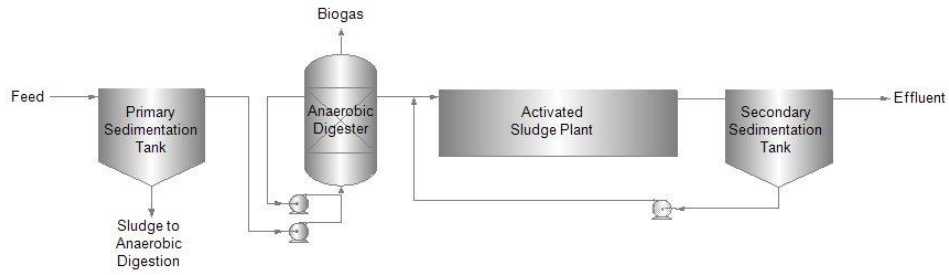 Biogas
Feed
Primary
Sedimentation
Tank
Anaerobic
Digester
Activated
Sludge Plant
Secondary
Sedimentation
Tank
Effluent
Sludge to
Anaerobic
Digestion